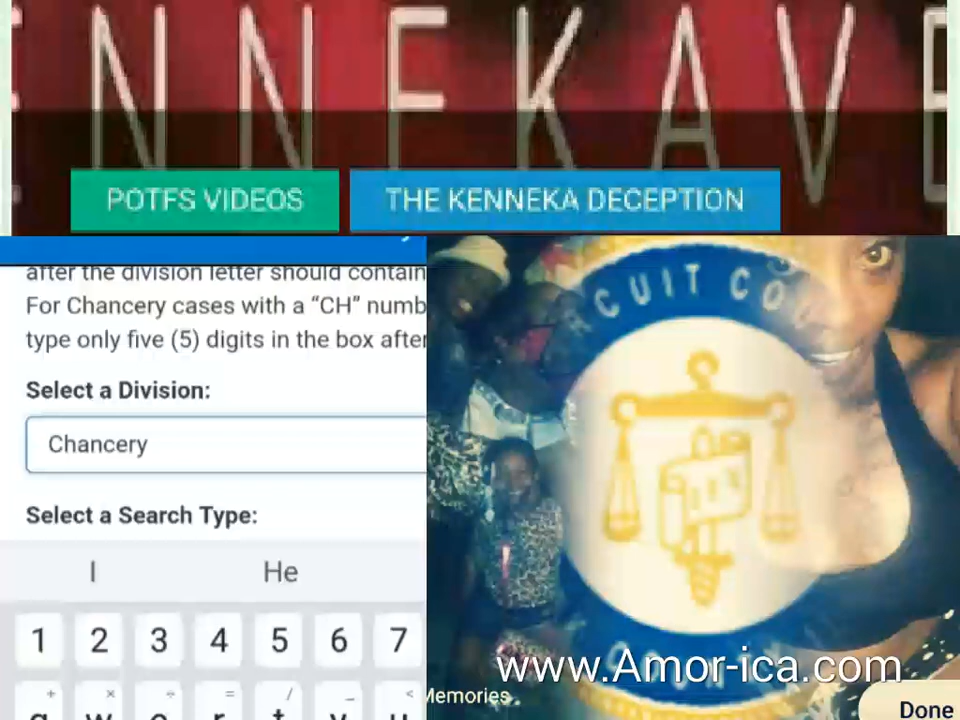 ENNEKAVE
POTFS VIDEOS
THE KENNEKA DECEPTION
after the division letter should contain
For Chancery cases with a “CH” numb
type only five (5) digits in the box after
Select a Division:
Chancery
Select a Search Type:
I
He
1 2 3 4 5 6 7
+ × ÷ = / _ <
q w e r t y u
CUIT CO
www.Amor-ica.com
Memories
Done